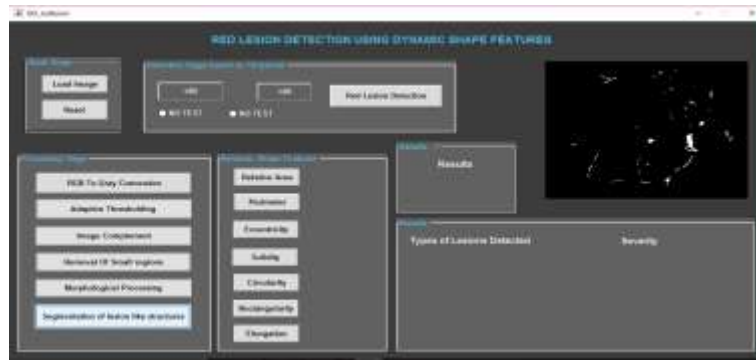 RED LESION DETECTION USING DYNAMIC SHAPE FEATURES
Load Image
Reset
Red Lesion Detection
RGB To Gray Conversion
Adaptive Thresholding
Image Complement
Removal Of Small regions
Morphological Processing
Segmentation of lesion like structures
Relative Area
Perimeter
Eccentricity
Solidity
Circularity
Rectangularity
Elongation
Results
Results
Types of Lesions Detected
Severity